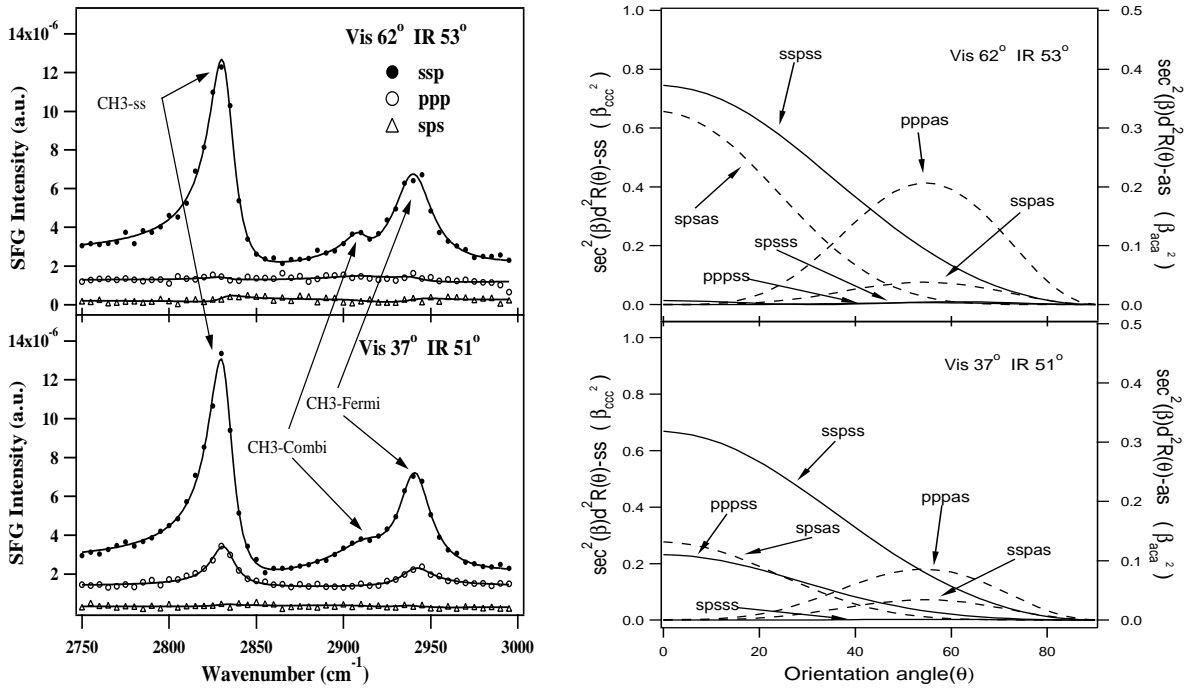 14x10⁻⁶
12
10
8
6
4
2
0
SFG Intensity (a.u.)
Vis 62° IR 53°
ssp
ppp
sps
CH3-ss
14x10⁻⁶
12
10
8
6
4
2
SFG Intensity (a.u.)
Vis 37° IR 51°
CH3-Fermi
CH3-Combi
2750
2800
2850
2900
2950
3000
Wavenumber (cm⁻¹)
1.0
0.8
0.6
0.4
0.2
0.0
sec²(β)d²R(θ)-ss (β_ccc²)
Vis 62° IR 53°
sspss
pppas
spsas
sspas
spsss
pppss
0.5
0.4
0.3
0.2
0.1
0.0
sec²(β)d²R(θ)-as (β_aca²)
1.0
0.8
0.6
0.4
0.2
0.0
sec²(β)d²R(θ)-ss (β_ccc²)
Vis 37° IR 51°
sspss
pppss
spsas
pppas
sspas
spsss
0.5
0.4
0.3
0.2
0.1
0.0
sec²(β)d²R(θ)-as (β_aca²)
0
20
40
60
80
Orientation angle(θ)